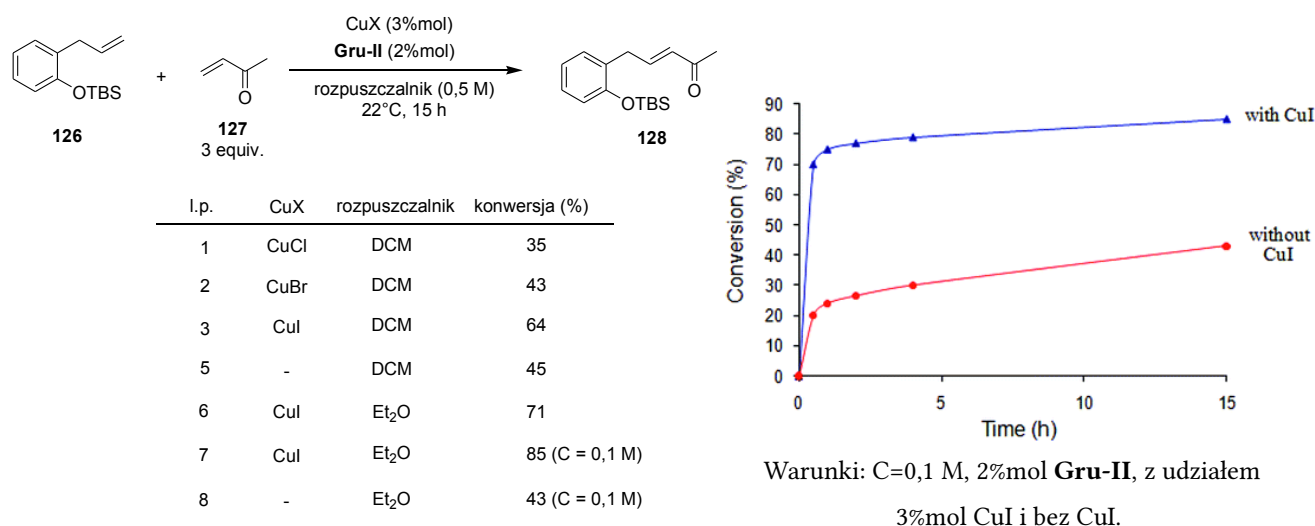 CuX (3%mol)
Gru-II (2%mol)
rozpuszczalnik (0,5 M)
22°C, 15 h
OTBS
126
+
O
127
3 equiv.
O
OTBS
128
l.p. CuX rozpuszczalnik konwersja (%)
1 CuCl DCM 35
2 CuBr DCM 43
3 CuI DCM 64
5 - DCM 45
6 CuI Et2O 71
7 CuI Et2O 85 (C = 0,1 M)
8 - Et2O 43 (C = 0,1 M)
Conversion (%)
90
80
70
60
50
40
30
20
10
0
0 5 10 15
Time (h)
with CuI
without
CuI
Warunki: C=0,1 M, 2%mol Gru-II, z udziałem
3%mol CuI i bez CuI.